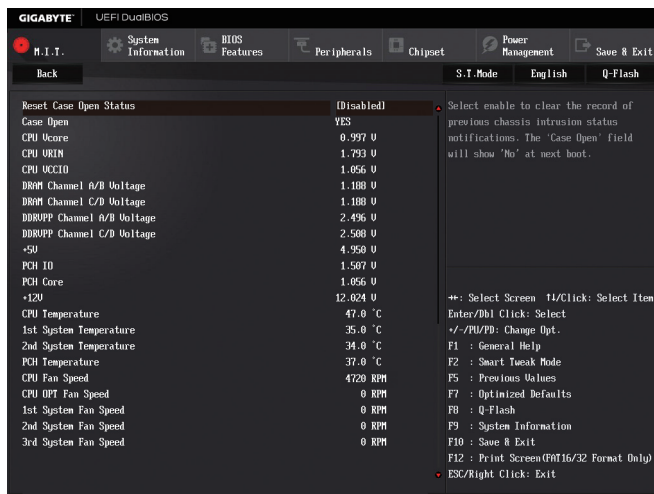 GIGABYTE™ UEFI DualBIOS
M.I.T.
System Information
BIOS Features
Peripherals
Chipset
Power Management
Save & Exit
Back
S.T.Mode English Q-Flash
Reset Case Open Status [Disabled]
Case Open YES
CPU Vcore 0.997 V
CPU VRIN 1.793 V
CPU VCCIO 1.056 V
DRAM Channel A/B Voltage 1.188 V
DRAM Channel C/D Voltage 1.188 V
DDRVPP Channel A/B Voltage 2.496 V
DDRVPP Channel C/D Voltage 2.508 V
+5V 4.950 V
PCH IO 1.507 V
PCH Core 1.056 V
+12V 12.024 V
CPU Temperature 47.0 °C
1st System Temperature 35.0 °C
2nd System Temperature 34.0 °C
PCH Temperature 37.0 °C
CPU Fan Speed 4720 RPM
CPU OPT Fan Speed 0 RPM
1st System Fan Speed 0 RPM
2nd System Fan Speed 0 RPM
3rd System Fan Speed 0 RPM
Select enable to clear the record of
previous chassis intrusion status
notifications. The 'Case Open' field
will show 'No' at next boot.
→←: Select Screen ↑↓/Click: Select Item
Enter/Dbl Click: Select
+/-/PU/PD: Change Opt.
F1 : General Help
F2 : Smart Tweak Mode
F5 : Previous Values
F7 : Optimized Defaults
F8 : Q-Flash
F9 : System Information
F10 : Save & Exit
F12 : Print Screen(FAT16/32 Format Only)
ESC/Right Click: Exit